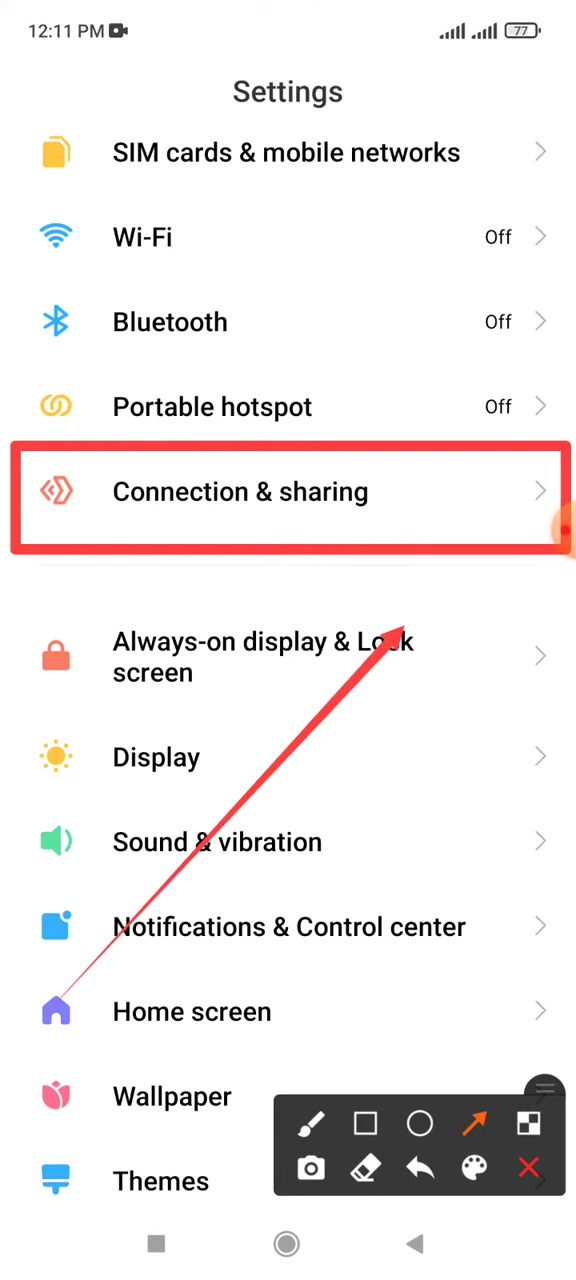 12:11 PM
77
Settings
SIM cards & mobile networks
Wi-Fi Off
Bluetooth Off
Portable hotspot Off
Connection & sharing
Always-on display & Lock
screen
Display
Sound & vibration
Notifications & Control center
Home screen
Wallpaper
Themes